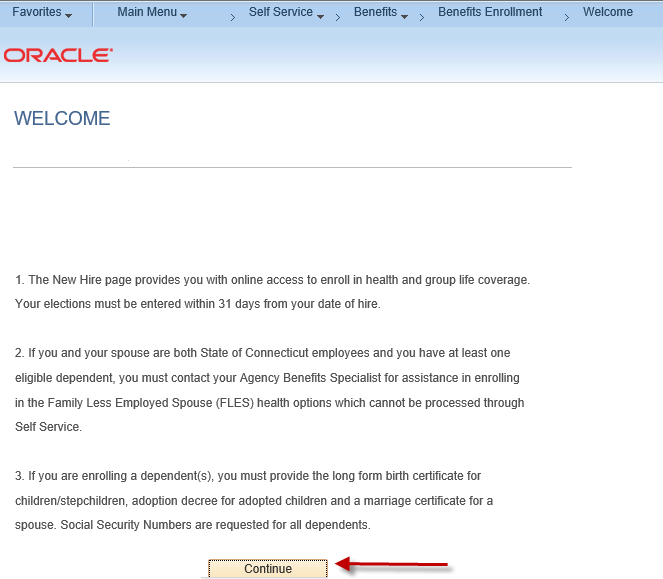 Favorites Main Menu > Self Service > Benefits > Benefits Enrollment > Welcome
ORACLE
WELCOME
1. The New Hire page provides you with online access to enroll in health and group life coverage.
Your elections must be entered within 31 days from your date of hire.
2. If you and your spouse are both State of Connecticut employees and you have at least one
eligible dependent, you must contact your Agency Benefits Specialist for assistance in enrolling
in the Family Less Employed Spouse (FLES) health options which cannot be processed through
Self Service.
3. If you are enrolling a dependent(s), you must provide the long form birth certificate for
children/stepchildren, adoption decree for adopted children and a marriage certificate for a
spouse. Social Security Numbers are requested for all dependents.
Continue